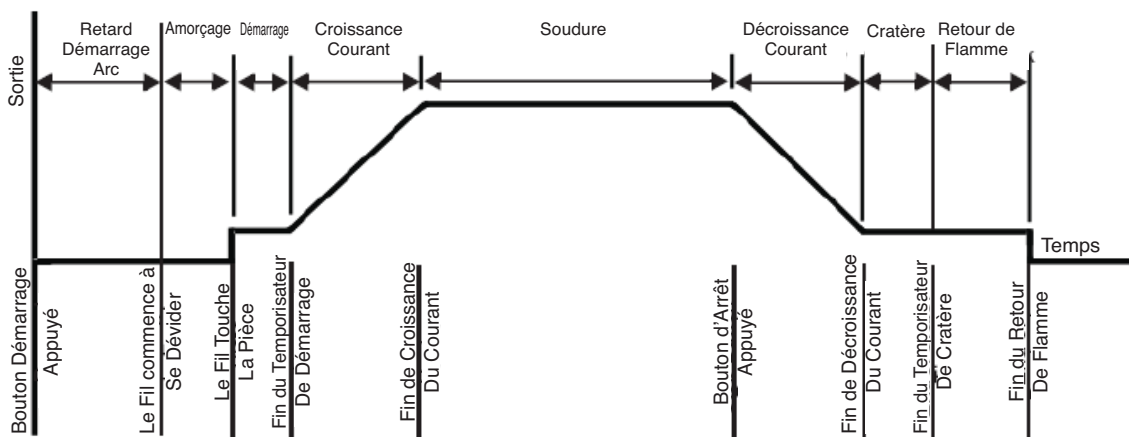 Sortie
Retard
Démarrage
Arc
Amorçage
Démarrage
Croissance
Courant
Soudure
Décroissance
Courant
Cratère
Retour de
Flamme
Temps
Bouton Démarrage
Appuyé
Le Fil commence à
Se Dévider
Le Fil Touche
La Pièce
Fin du Temporisateur
De Démarrage
Fin de Croissance
Du Courant
Bouton d'Arrêt
Appuyé
Fin de Décroissance
Du Courant
Fin du Temporisateur
De Cratère
Fin du Retour
De Flamme